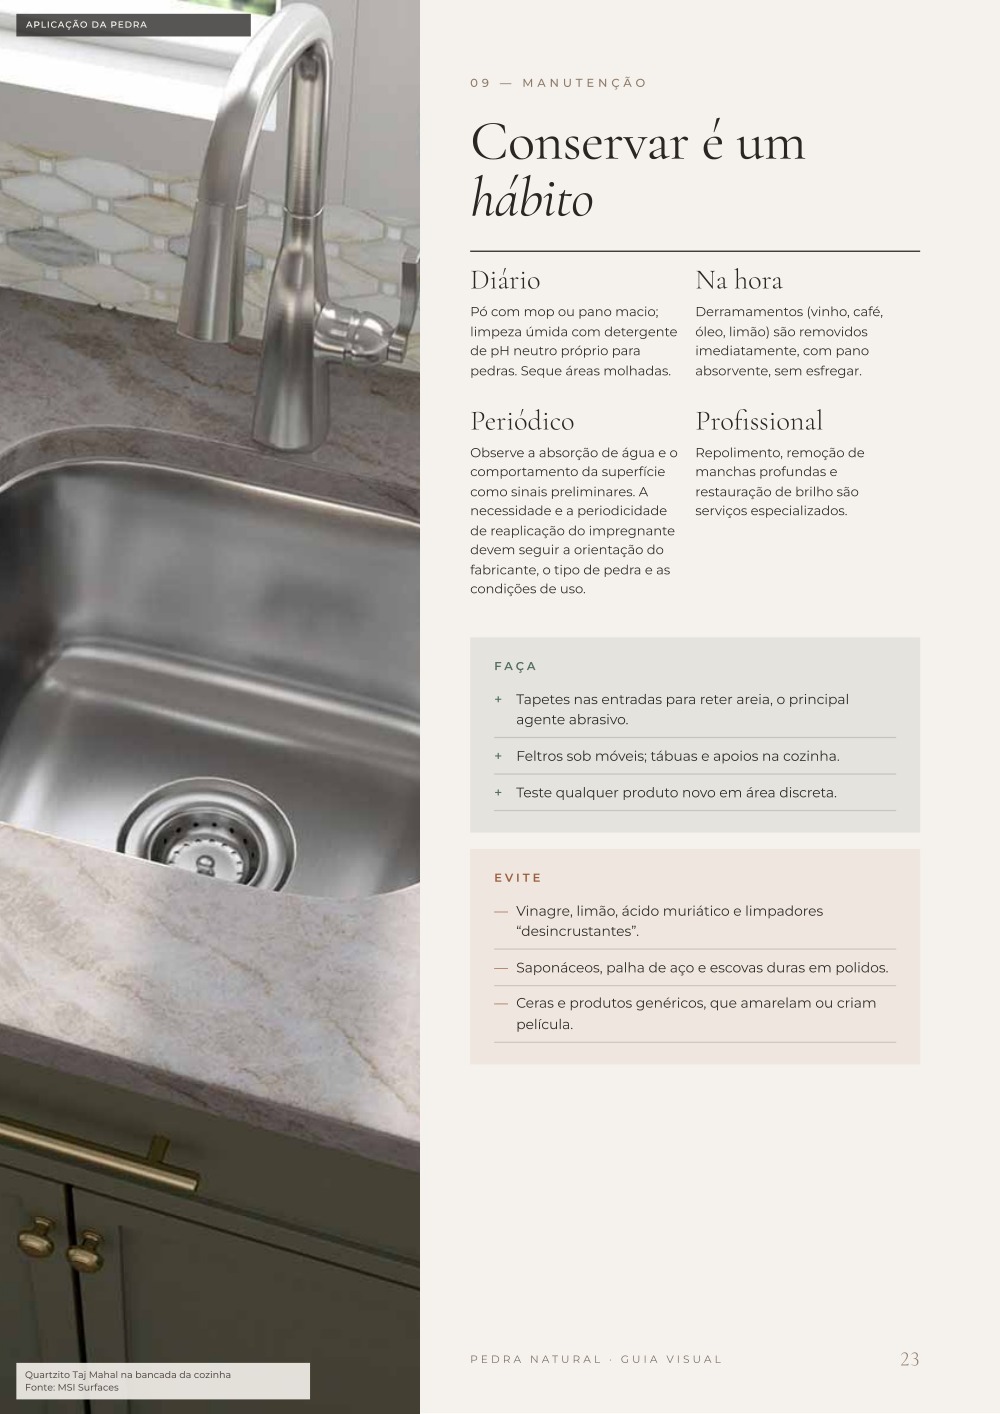 APLICAÇÃO DA PEDRA
09 — MANUTENÇÃO
Conservar é um
hábito
Diário
Pó com mop ou pano macio;
limpeza úmida com detergente
de pH neutro próprio para
pedras. Seque áreas molhadas.
Na hora
Derramamentos (vinho, café,
óleo, limão) são removidos
imediatamente, com pano
absorvente, sem esfregar.
Periódico
Observe a absorção de água e o
comportamento da superfície
como sinais preliminares. A
necessidade e a periodicidade
de reaplicação do impregnante
devem seguir a orientação do
fabricante, o tipo de pedra e as
condições de uso.
Profissional
Repolimento, remoção de
manchas profundas e
restauração de brilho são
serviços especializados.
FAÇA
+ Tapetes nas entradas para reter areia, o principal
agente abrasivo.
+ Feltros sob móveis; tábuas e apoios na cozinha.
+ Teste qualquer produto novo em área discreta.
EVITE
— Vinagre, limão, ácido muriático e limpadores
“desincrustantes”.
— Saponáceos, palha de aço e escovas duras em polidos.
— Ceras e produtos genéricos, que amarelam ou criam
película.
Quartzito Taj Mahal na bancada da cozinha
Fonte: MSI Surfaces
PEDRA NATURAL · GUIA VISUAL
23